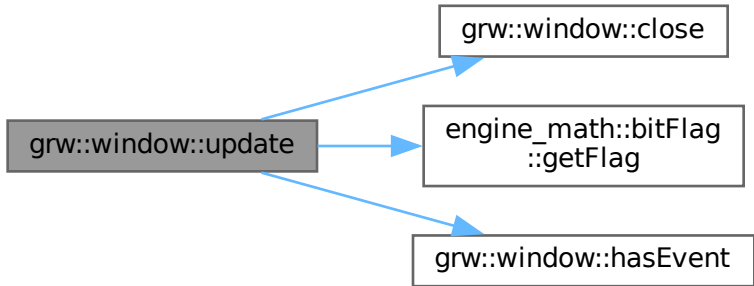 grw::window::close
grw::window::update
engine_math::bitFlag
::getFlag
grw::window::hasEvent